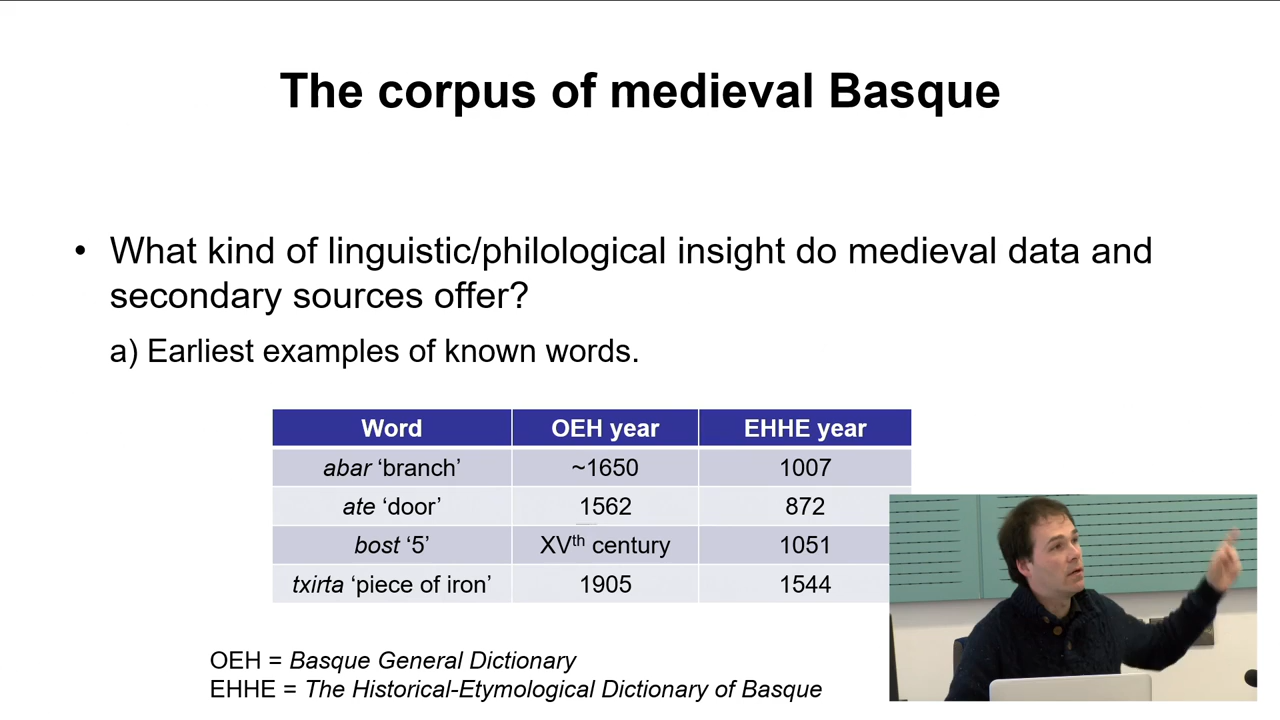 The corpus of medieval Basque
• What kind of linguistic/philological insight do medieval data and
secondary sources offer?
a) Earliest examples of known words.
Word OEH year EHHE year
abar ‘branch’ ~1650 1007
ate ‘door’ 1562 872
bost ‘5’ XVth century 1051
txirta ‘piece of iron’ 1905 1544
OEH = Basque General Dictionary
EHHE = The Historical-Etymological Dictionary of Basque